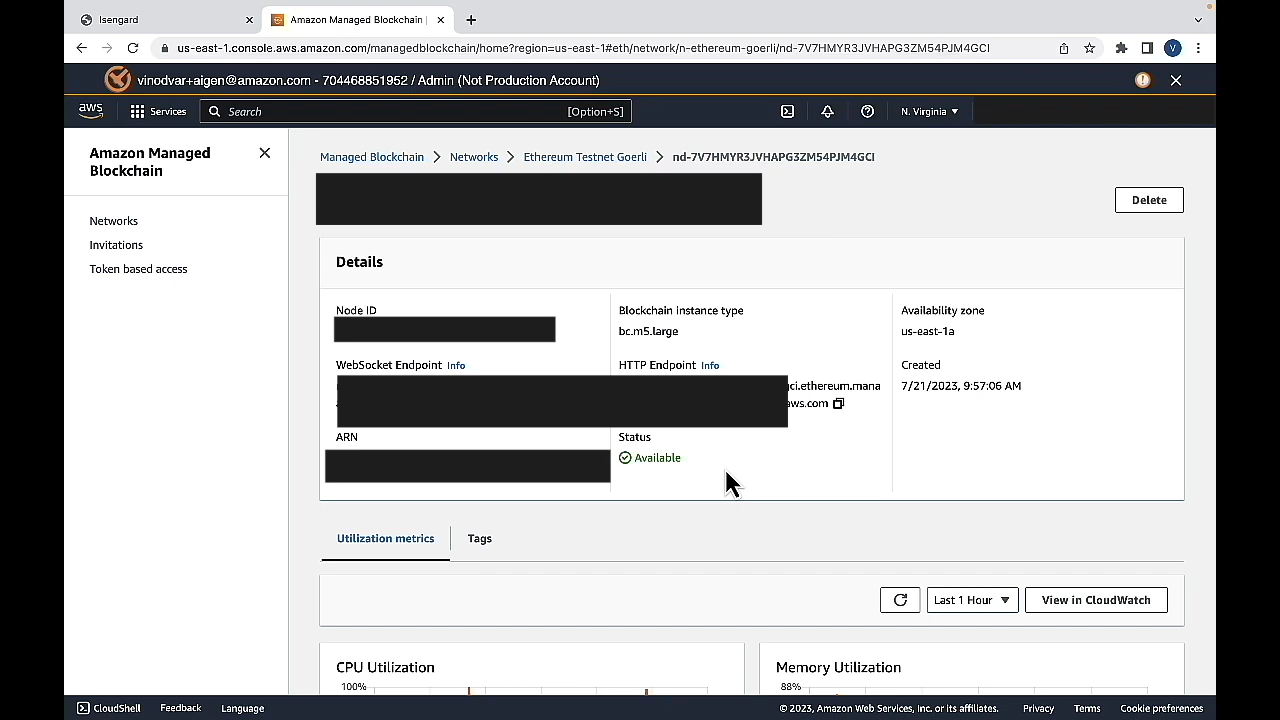 Isengard
Amazon Managed Blockchain |
us-east-1.console.aws.amazon.com/managedblockchain/home?region=us-east-1#eth/network/n-ethereum-goerli/nd-7V7HMYR3JVHAPG3ZM54PJM4GCI
V
vinodvar+aigen@amazon.com - 704468851952 / Admin (Not Production Account)
aws
Services
Search
[Option+S]
N. Virginia
Amazon Managed
Blockchain
Networks
Invitations
Token based access
Managed Blockchain > Networks > Ethereum Testnet Goerli > nd-7V7HMYR3JVHAPG3ZM54PJM4GCI
Delete
Details
Node ID
Blockchain instance type
bc.m5.large
Availability zone
us-east-1a
WebSocket Endpoint Info
HTTP Endpoint Info
gci.ethereum.mana
aws.com
Created
7/21/2023, 9:57:06 AM
ARN
Status
Available
Utilization metrics
Tags
Last 1 Hour
View in CloudWatch
CPU Utilization
100%
Memory Utilization
88%
CloudShell
Feedback
Language
© 2023, Amazon Web Services, Inc. or its affiliates.
Privacy
Terms
Cookie preferences